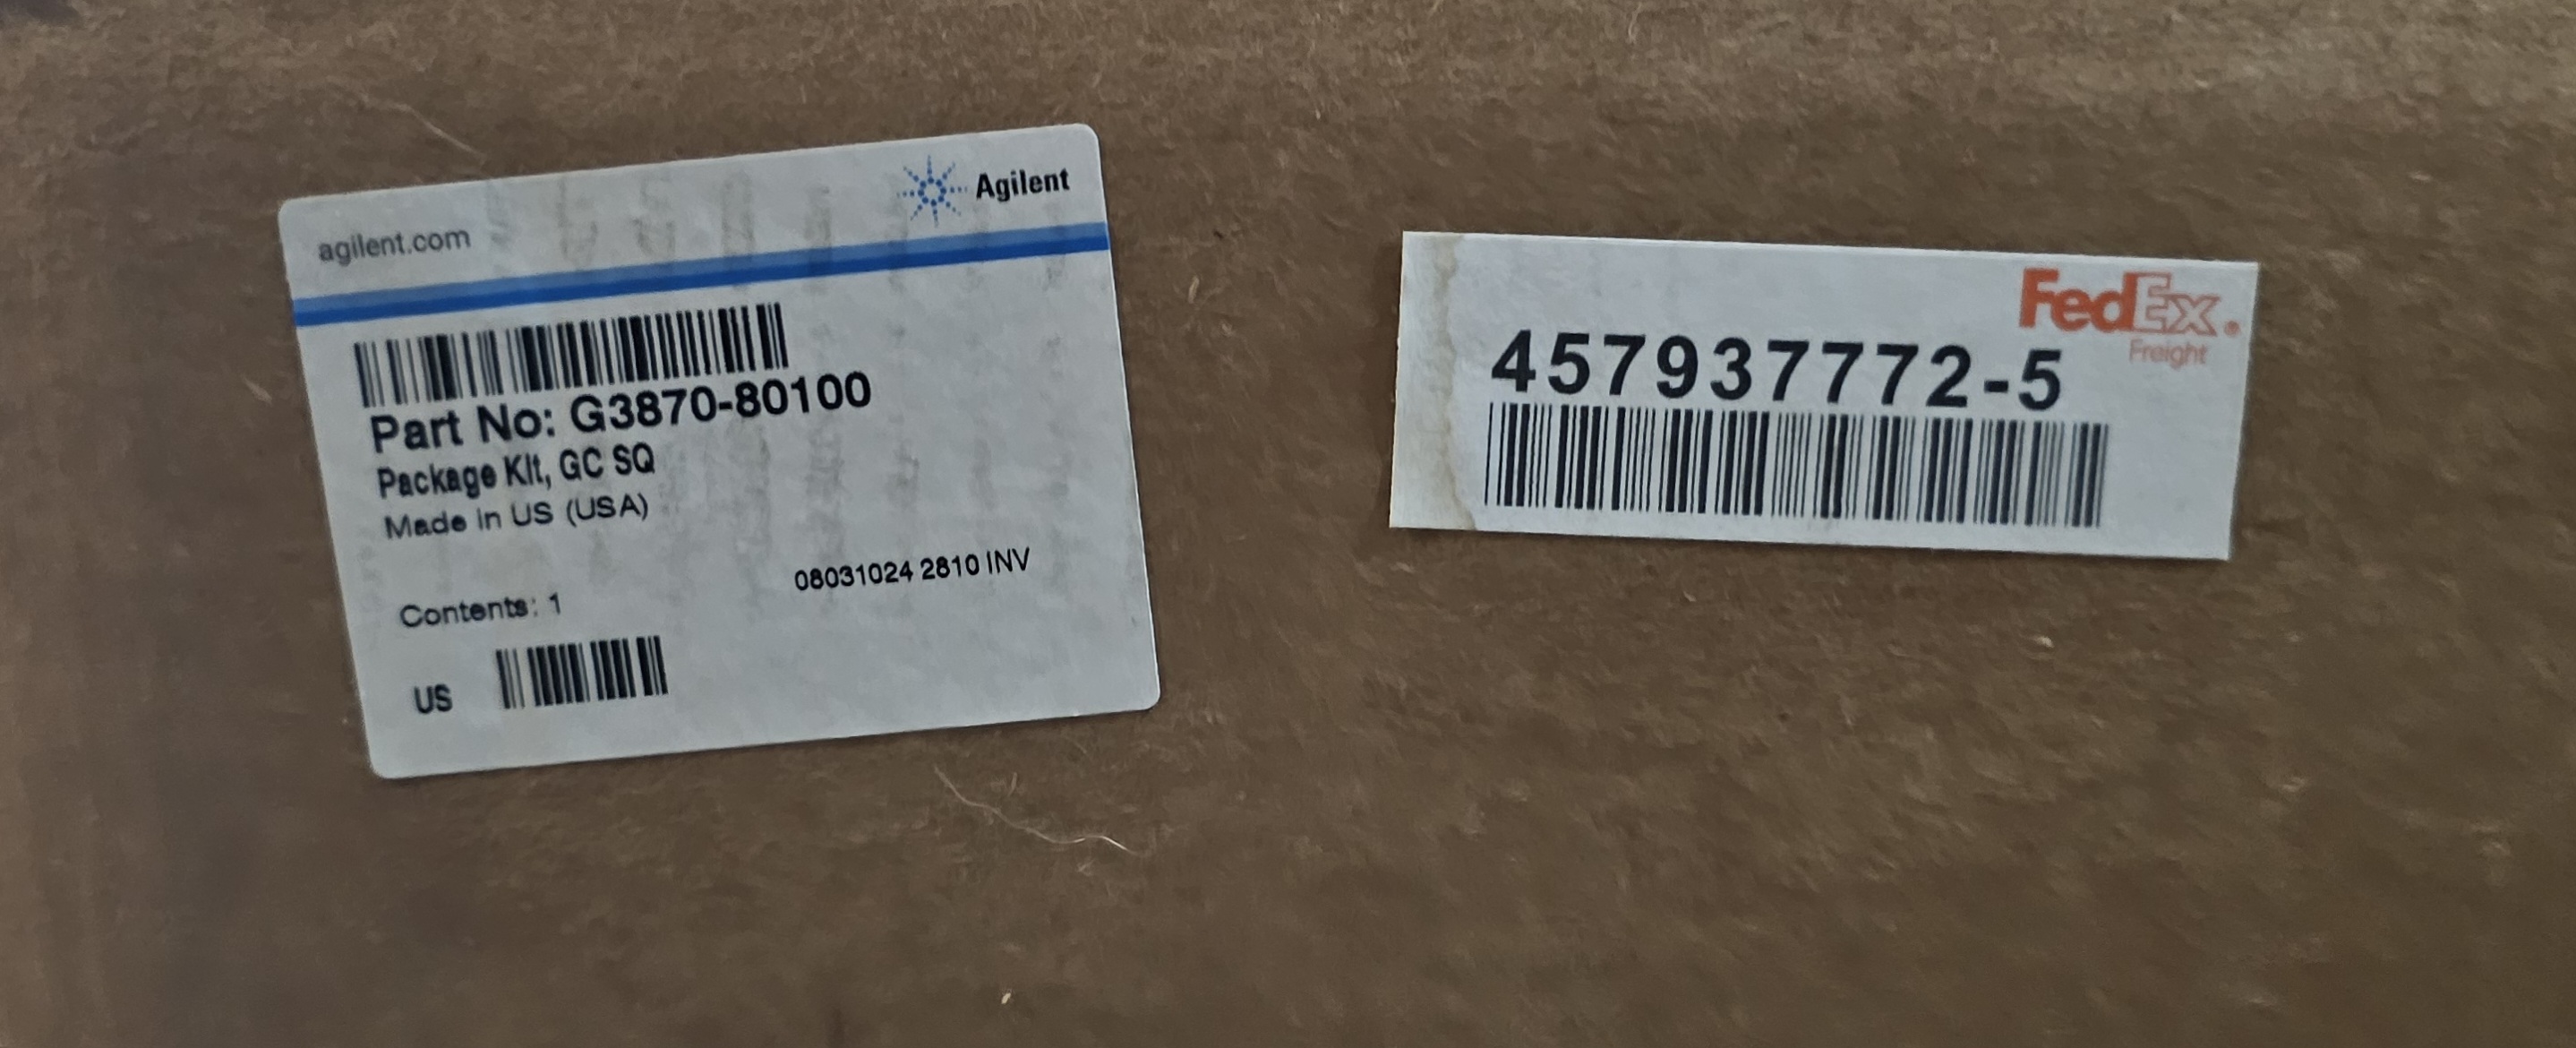 agilent.com
Agilent
Part No: G3870-80100
Package Kit, GC SQ
Made in US (USA)
08031024 2810 INV
Contents: 1
US
FedEx®
Freight
457937772-5